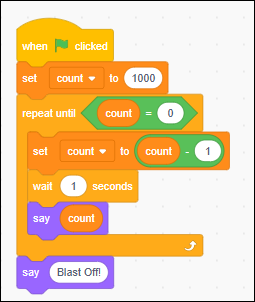 when clicked
set count to 1000
repeat until count = 0
set count to count - 1
wait 1 seconds
say count
say Blast Off!